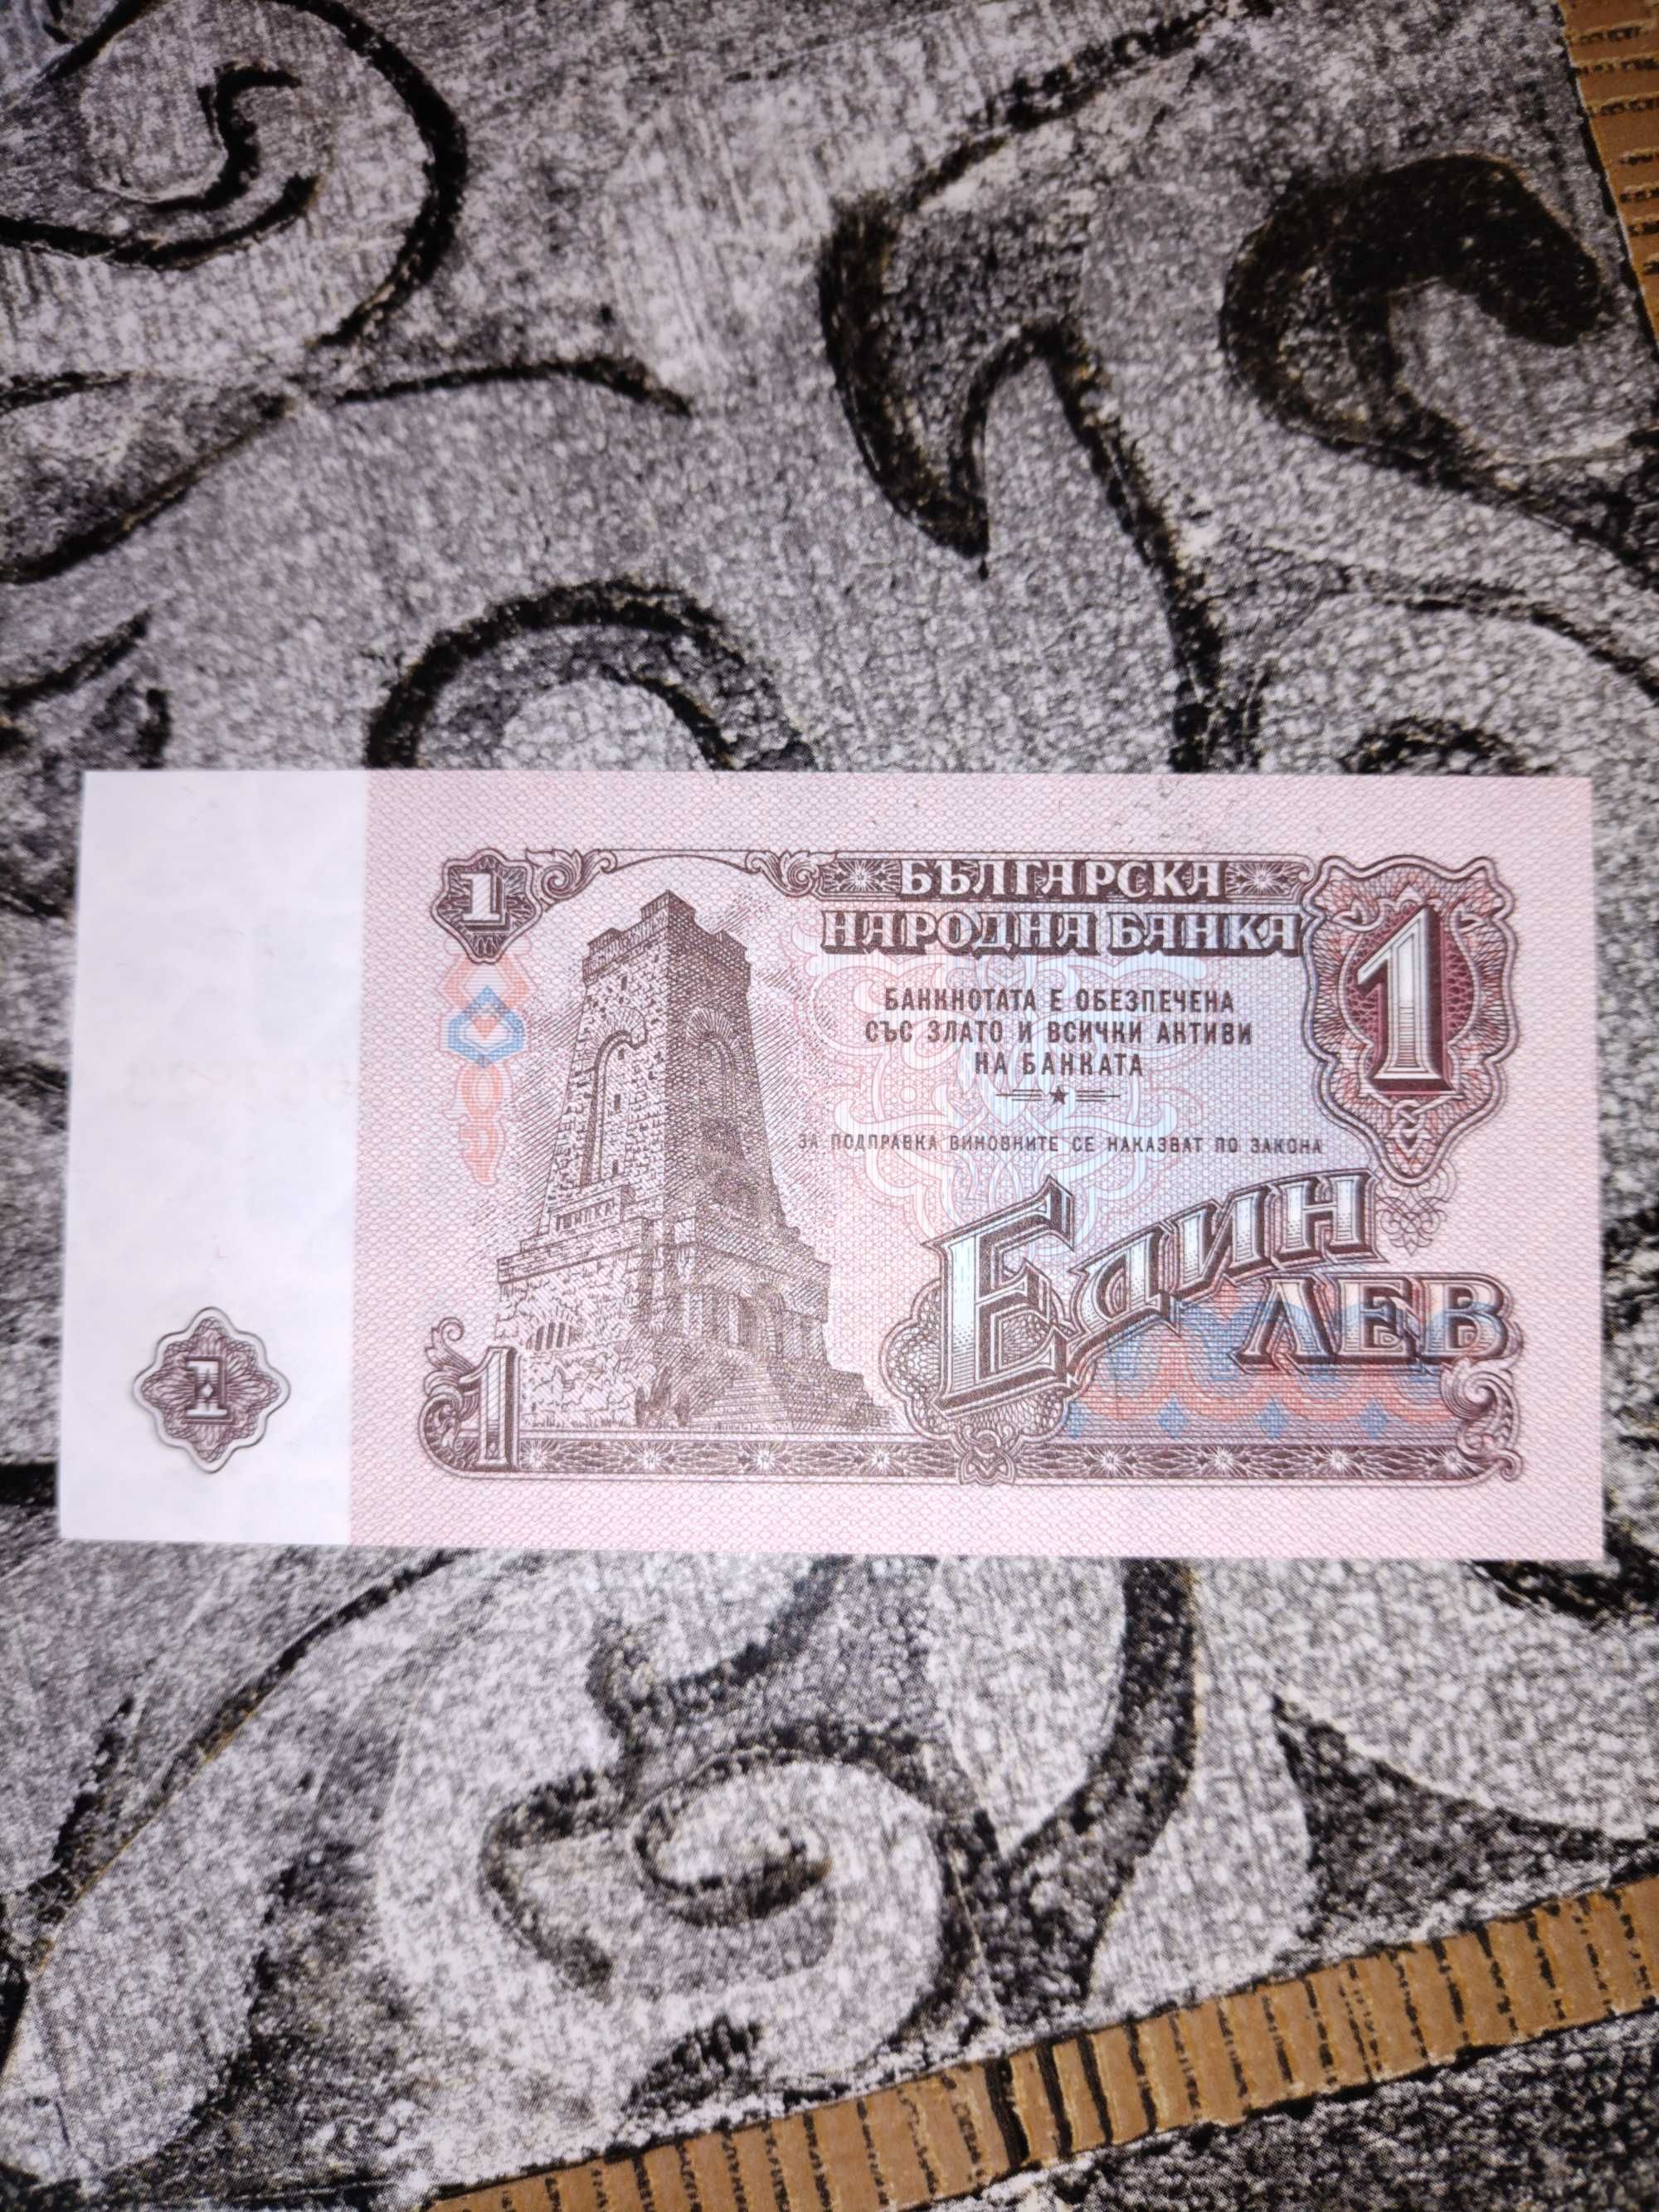 1
БЪЛГАРСКА
НАРОДНА БАНКА
1
БАНКНОТАТА Е ОБЕЗПЕЧЕНА
СЪС ЗЛАТО И ВСИЧКИ АКТИВИ
НА БАНКАТА
ЗА ПОДПРАВКА ВИНОВНИТЕ СЕ НАКАЗВАТ ПО ЗАКОНА
ШИПКА
Един
ЛЕВ
1
1